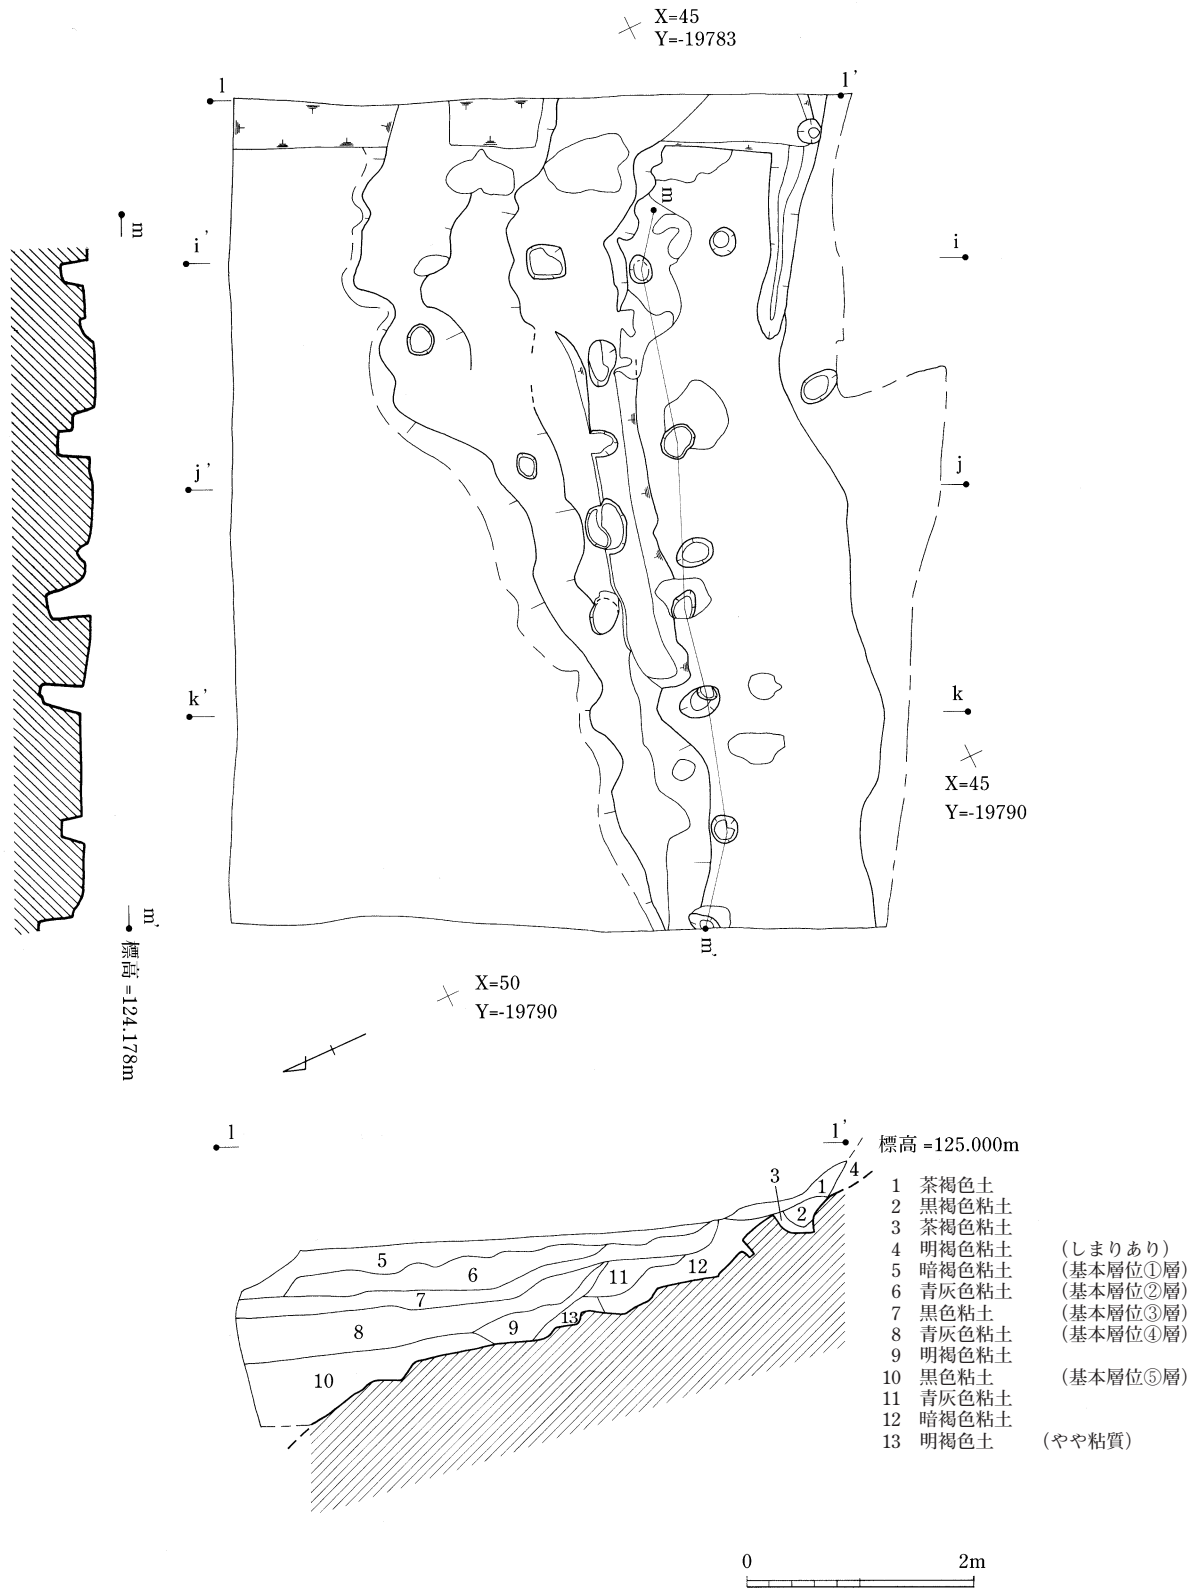 X=45
Y=-19783
l
l'
m
m
i'
i
j'
j
k'
k
X=45
Y=-19790
m'
標高=124.178m
m'
X=50
Y=-19790
l
l'
標高=125.000m
3
4
1
2
5
6
7
8
9
10
11
12
13
1 茶褐色土
2 黒褐色粘土
3 茶褐色土
4 明褐色粘土 (しまりあり)
5 暗褐色粘土 (基本層位①層)
6 青灰色粘土 (基本層位②層)
7 黒色粘土 (基本層位③層)
8 青灰色粘土 (基本層位④層)
9 明褐色粘土
10 黒色粘土 (基本層位⑤層)
11 青灰色粘土
12 暗褐色粘土
13 明褐色土 (やや粘質)
0 2m